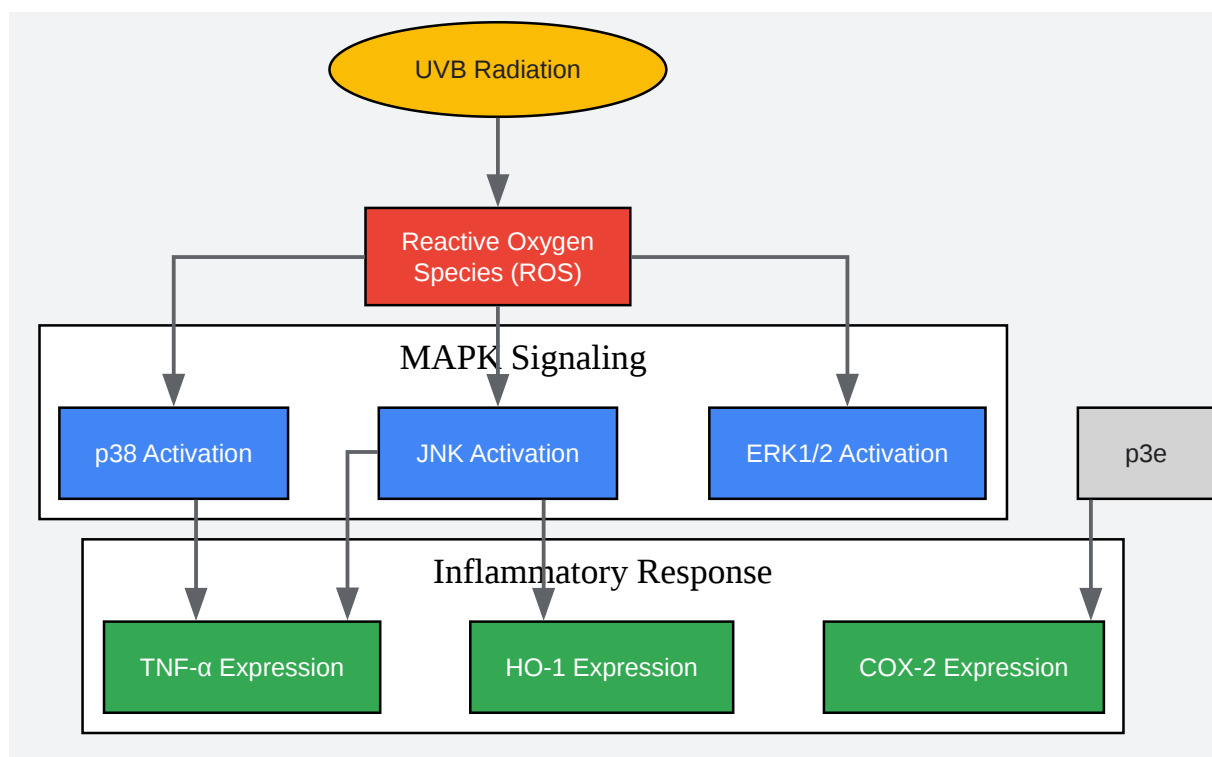 UVB Radiation
Reactive Oxygen
Species (ROS)
MAPK Signaling
p38 Activation
JNK Activation
ERK1/2 Activation
p3e
Inflammatory Response
TNF-α Expression
HO-1 Expression
COX-2 Expression